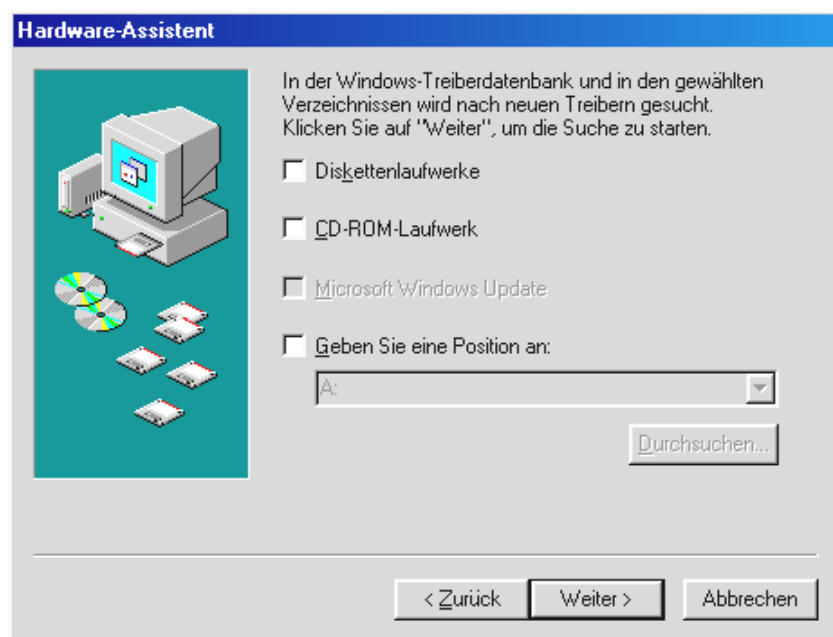 Hardware-Assistent
In der Windows-Treiberdatenbank und in den gewählten
Verzeichnissen wird nach neuen Treibern gesucht.
Klicken Sie auf "Weiter", um die Suche zu starten.
Diskettenlaufwerke
CD-ROM-Laufwerk
Microsoft Windows Update
Geben Sie eine Position an:
A:
Durchsuchen...
< Zurück Weiter > Abbrechen